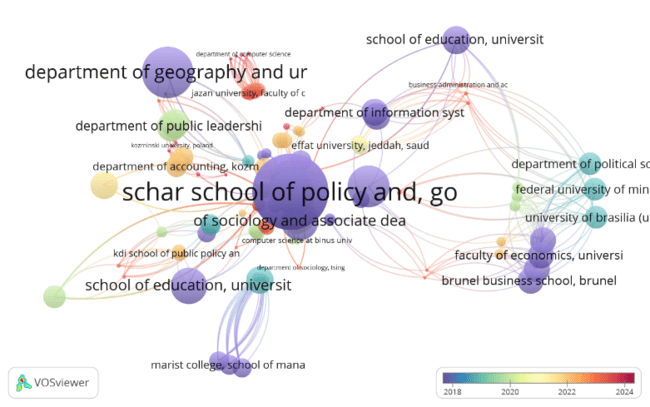 school of education, universit
department of computer science
department of geography and ur
jazan university, faculty of c
business administration and ac
department of information syst
department of public leadershi
kozminski university, poland
effat university, jeddah, saud
department of accounting, kozm
department of political sc
schar school of policy and, go
federal university of min
of sociology and associate dea
university of brasilia (u
computer science at binus univ
kdi school of public policy an
faculty of economics, universi
department of sociology, tsing
school of education, universit
brunel business school, brunel
marist college, school of mana
VOSviewer
2018 2020 2022 2024